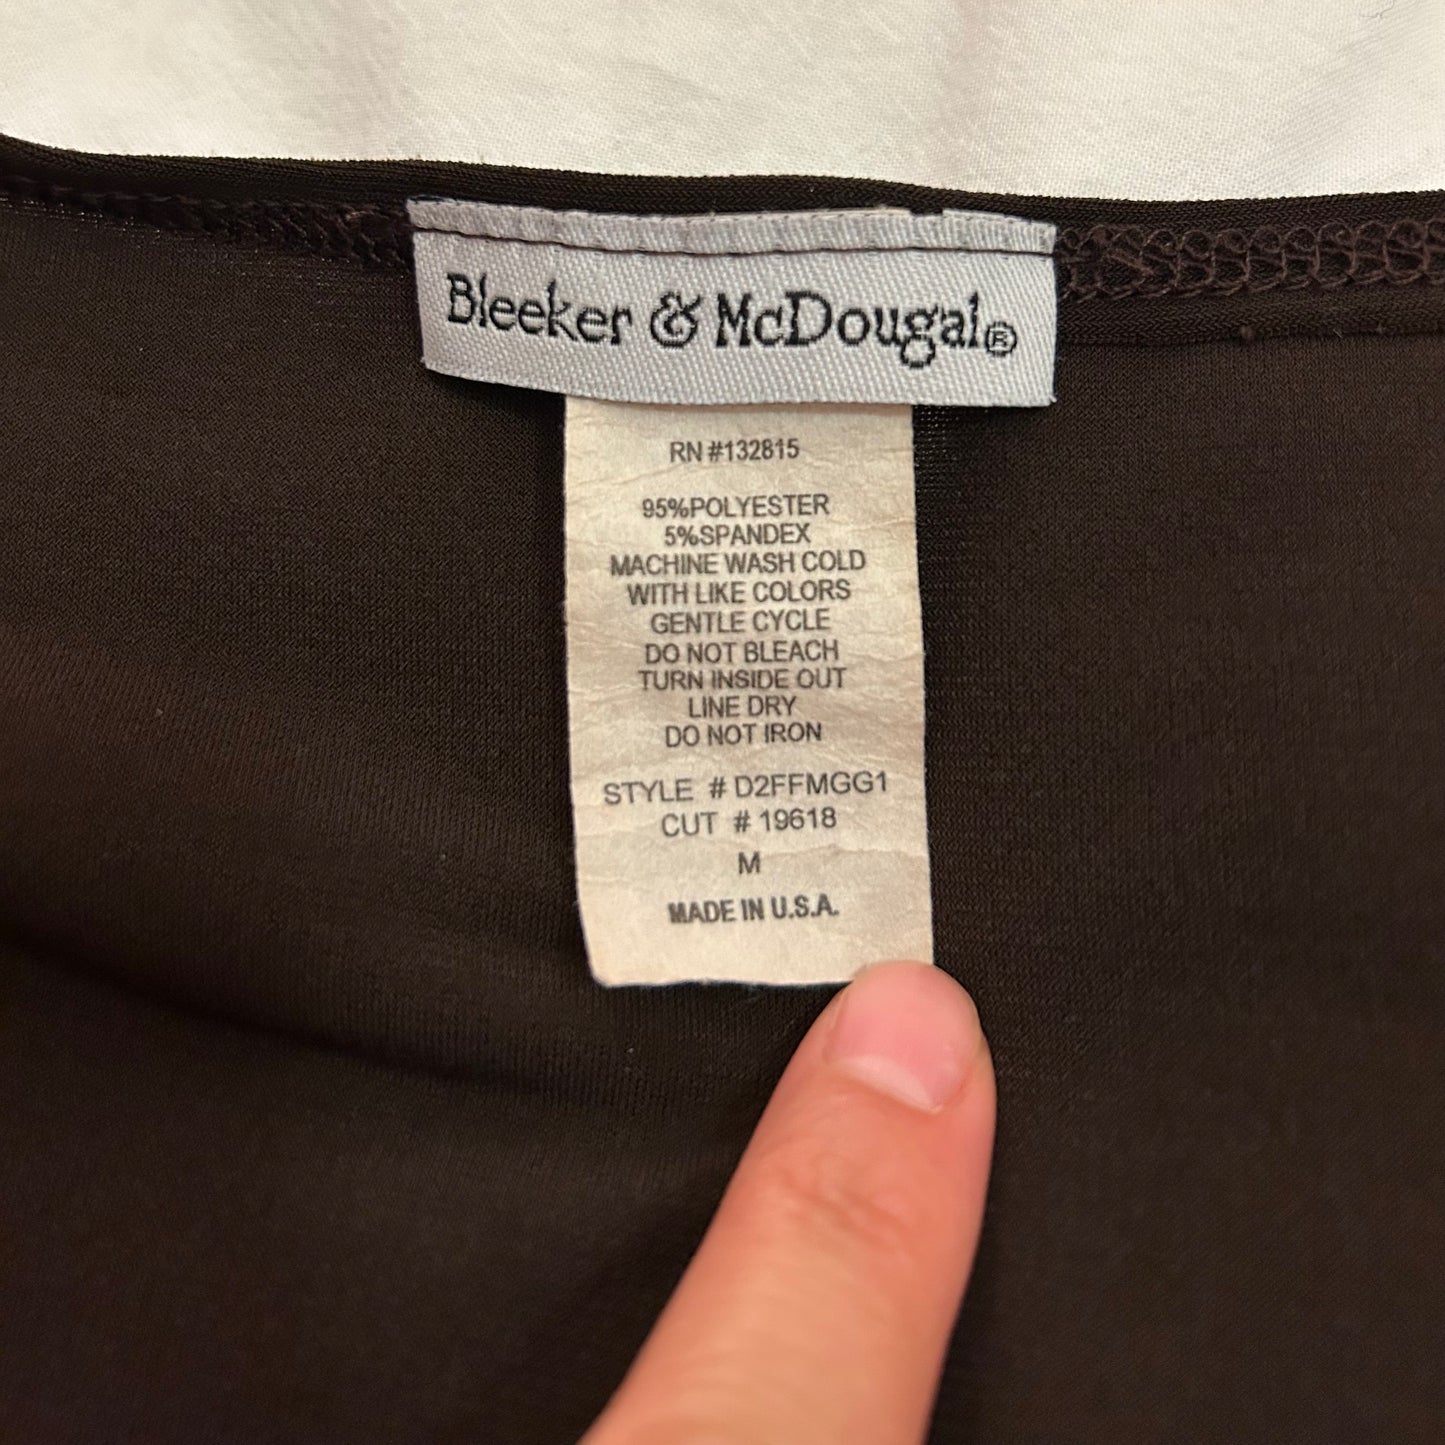 Bleeker & McDougal®
RN #132815
95%POLYESTER
5%SPANDEX
MACHINE WASH COLD
WITH LIKE COLORS
GENTLE CYCLE
DO NOT BLEACH
TURN INSIDE OUT
LINE DRY
DO NOT IRON
STYLE # D2FFMGG1
CUT # 19618
M
MADE IN U.S.A.